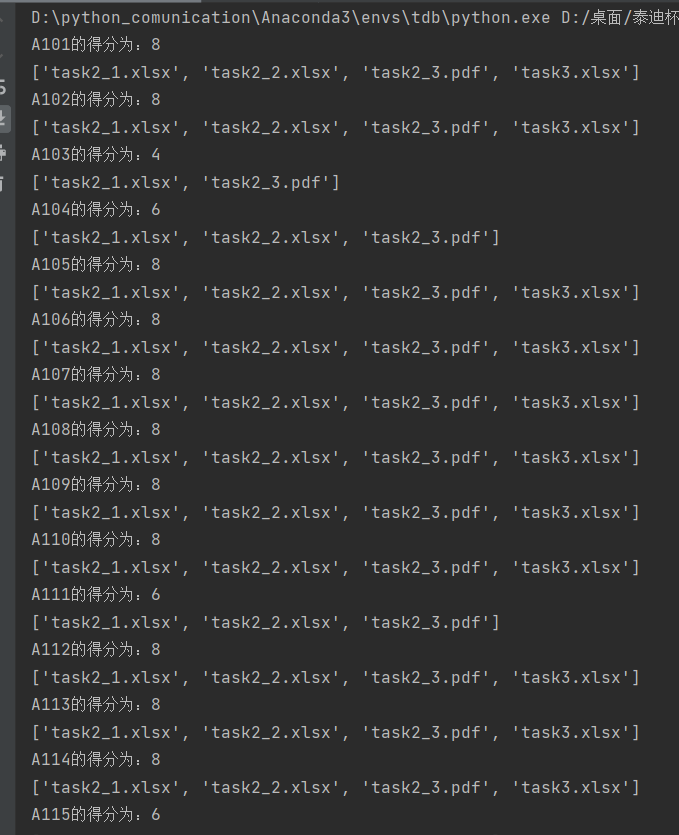 D:\python_comunication\Anaconda3\envs\tdb\python.exe D:/桌面/泰迪杯
A101的得分为：8
['task2_1.xlsx', 'task2_2.xlsx', 'task2_3.pdf', 'task3.xlsx']
A102的得分为：8
['task2_1.xlsx', 'task2_2.xlsx', 'task2_3.pdf', 'task3.xlsx']
A103的得分为：4
['task2_1.xlsx', 'task2_3.pdf']
A104的得分为：6
['task2_1.xlsx', 'task2_2.xlsx', 'task2_3.pdf']
A105的得分为：8
['task2_1.xlsx', 'task2_2.xlsx', 'task2_3.pdf', 'task3.xlsx']
A106的得分为：8
['task2_1.xlsx', 'task2_2.xlsx', 'task2_3.pdf', 'task3.xlsx']
A107的得分为：8
['task2_1.xlsx', 'task2_2.xlsx', 'task2_3.pdf', 'task3.xlsx']
A108的得分为：8
['task2_1.xlsx', 'task2_2.xlsx', 'task2_3.pdf', 'task3.xlsx']
A109的得分为：8
['task2_1.xlsx', 'task2_2.xlsx', 'task2_3.pdf', 'task3.xlsx']
A110的得分为：8
['task2_1.xlsx', 'task2_2.xlsx', 'task2_3.pdf', 'task3.xlsx']
A111的得分为：6
['task2_1.xlsx', 'task2_2.xlsx', 'task2_3.pdf']
A112的得分为：8
['task2_1.xlsx', 'task2_2.xlsx', 'task2_3.pdf', 'task3.xlsx']
A113的得分为：8
['task2_1.xlsx', 'task2_2.xlsx', 'task2_3.pdf', 'task3.xlsx']
A114的得分为：8
['task2_1.xlsx', 'task2_2.xlsx', 'task2_3.pdf', 'task3.xlsx']
A115的得分为：6